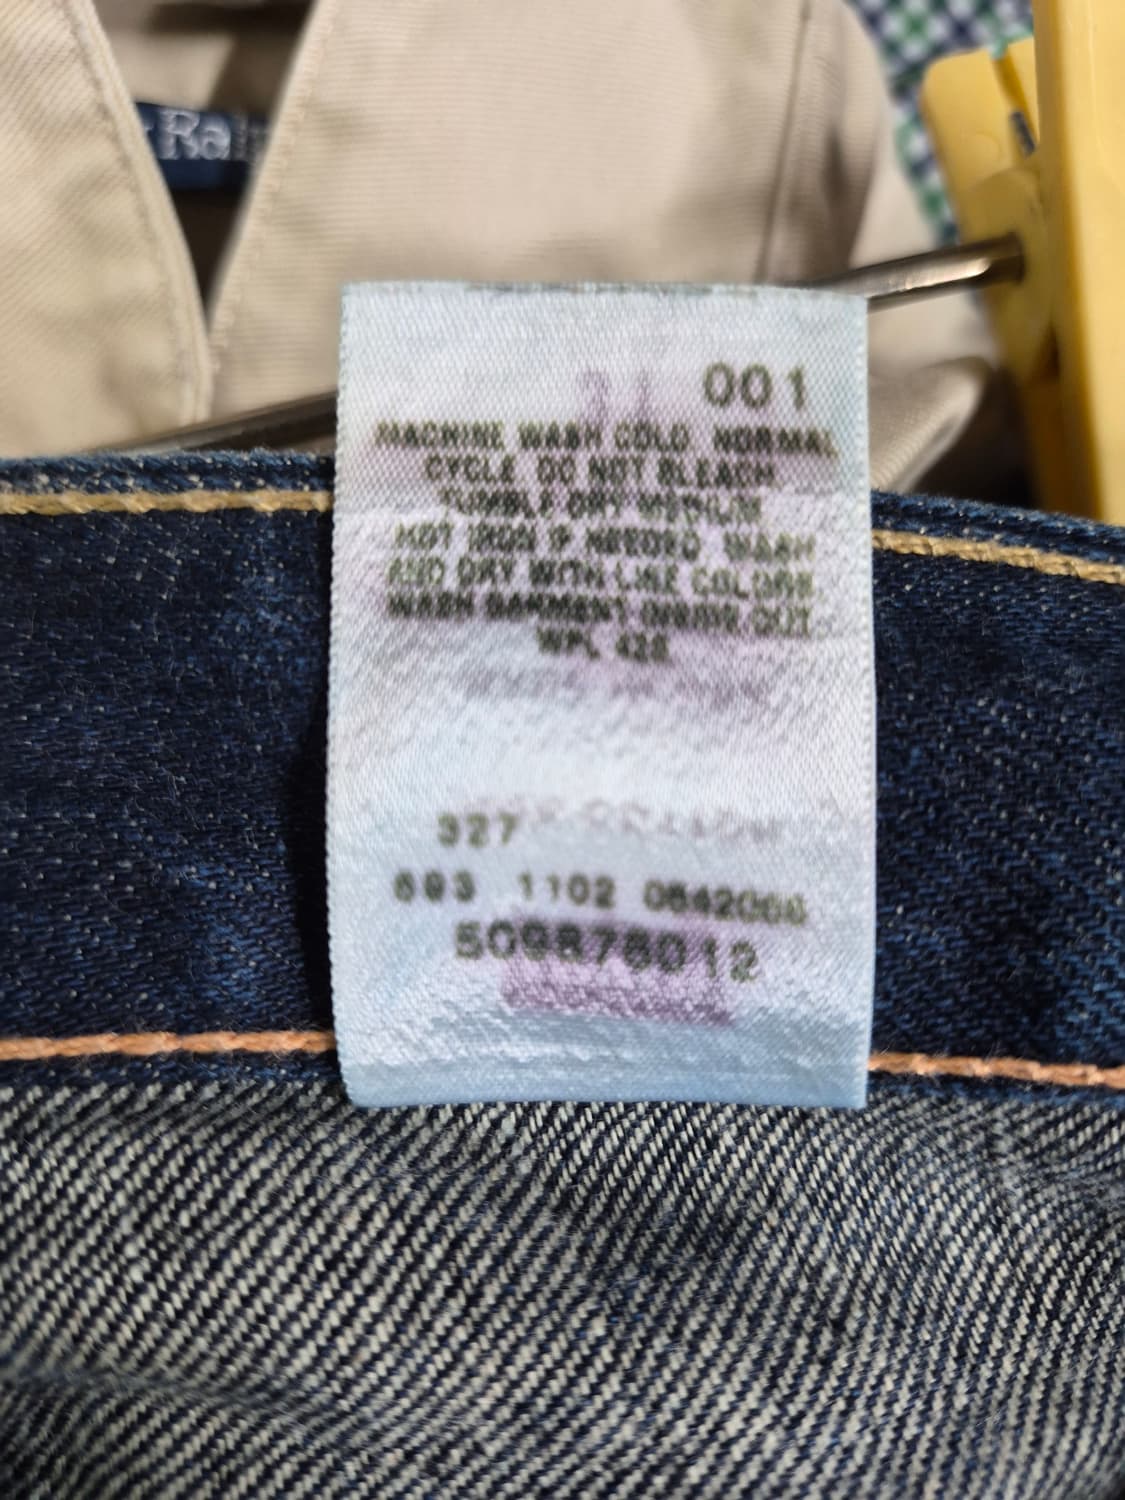 Ra
001
MACHINE WASH COLD NORMAL
CYCLE DO NOT BLEACH
TUMBLE DRY MEDIUM
HOT IRON IF NEEDED WASH
AND DRY WITH LIKE COLORS
WASH GARMENT INSIDE OUT
WPL 423
327
693 1102